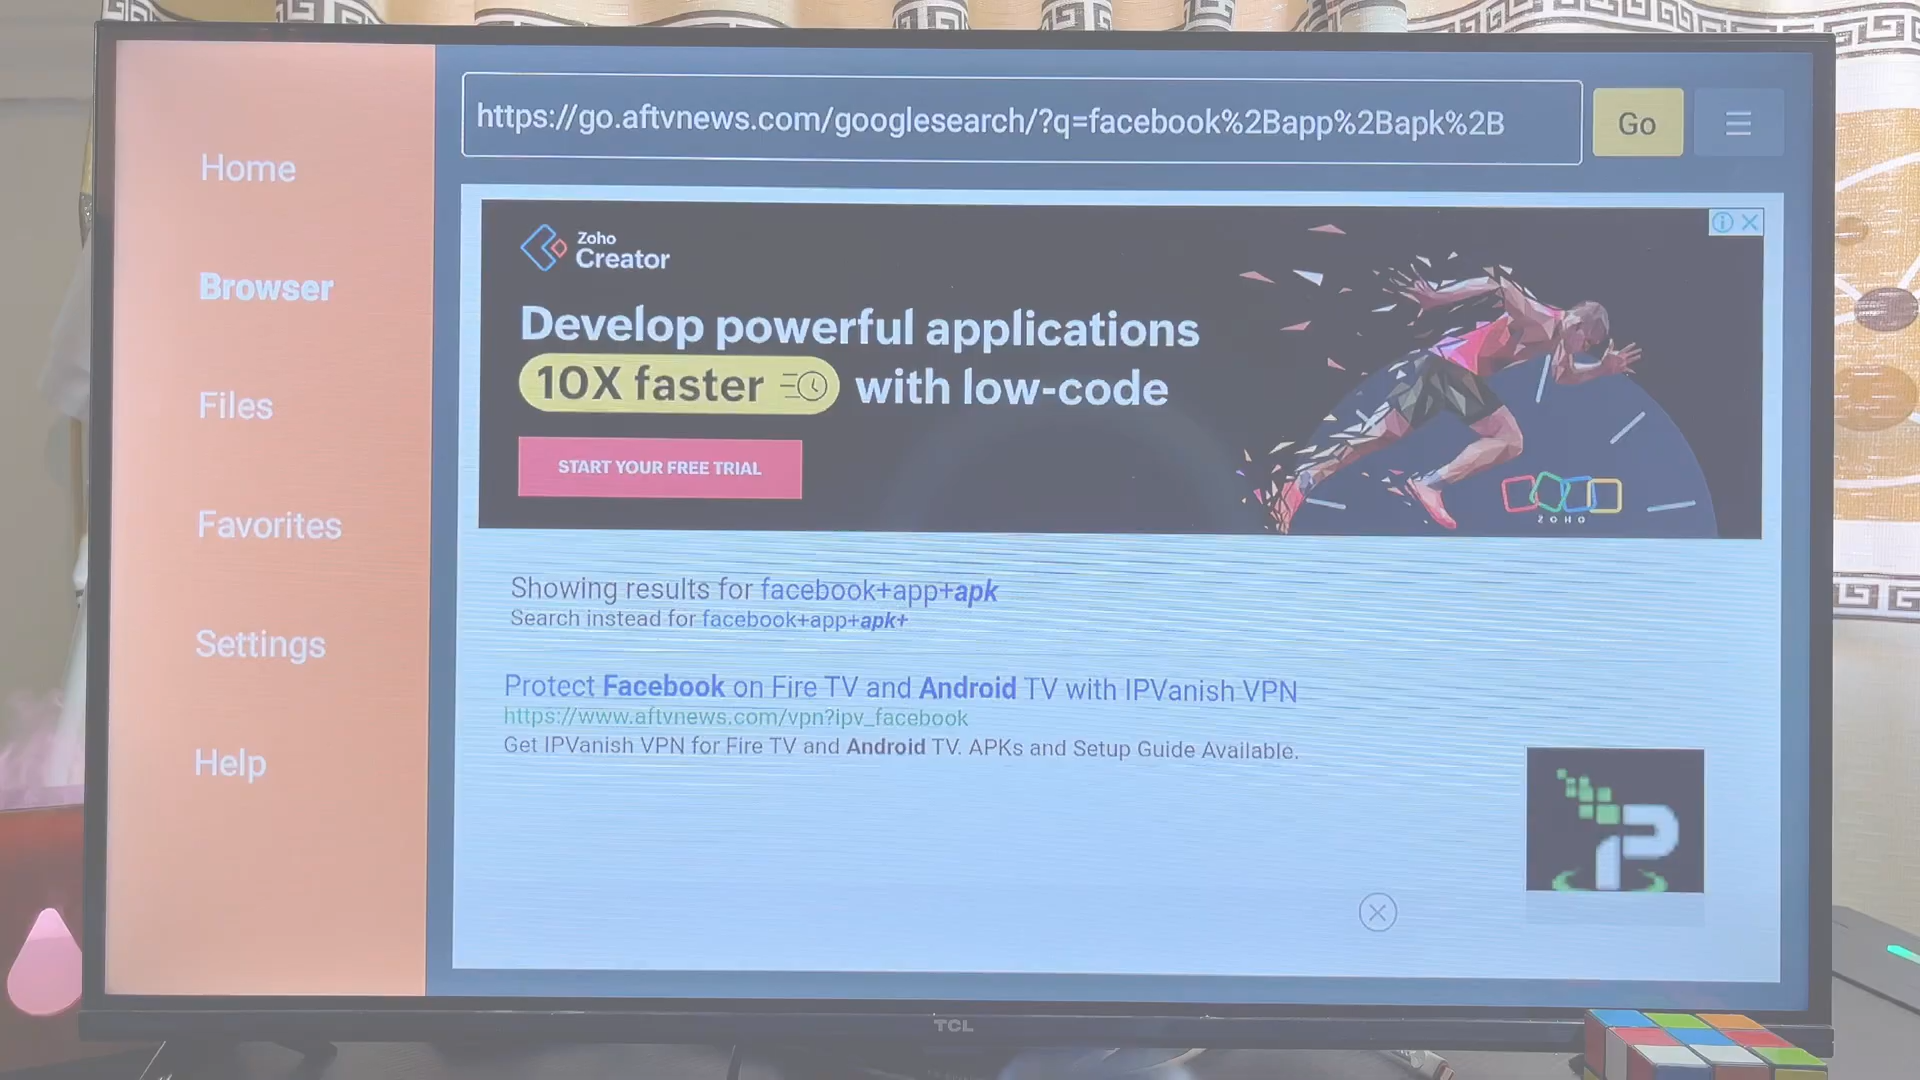 https://go.aftvnews.com/googlesearch/?q=facebook%2Bapp%2Bapk%2B
Go
Home
Browser
Files
Favorites
Settings
Help
Zoho
Creator
Develop powerful applications
10X faster with low-code
START YOUR FREE TRIAL
ZOHO
Showing results for facebook+app+apk
Search instead for facebook+app+apk+
Protect Facebook on Fire TV and Android TV with IPVanish VPN
https://www.aftvnews.com/vpn?ipv_facebook
Get IPVanish VPN for Fire TV and Android TV. APKs and Setup Guide Available.
IP
TCL